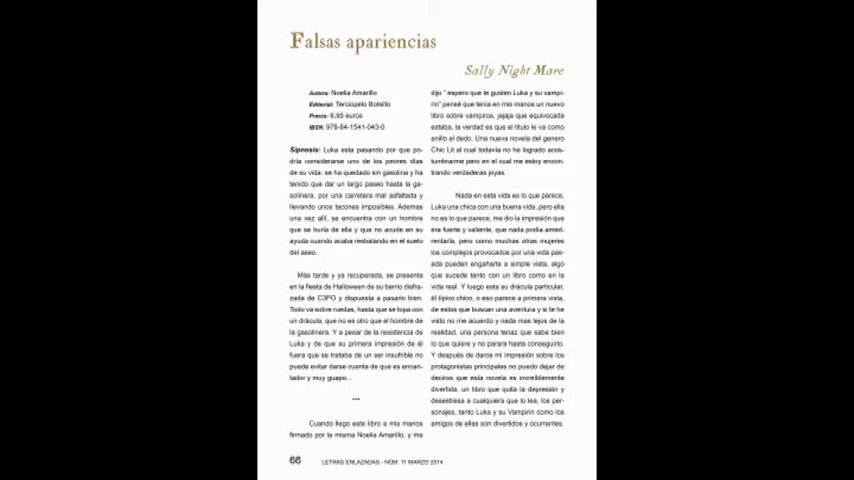 Falsas apariencias
Sally Night Mare
Autora: Noelia Amarillo
Editorial: Terciopelo Bolsillo
Precio: 6,95 euros
ISBN: 978-84-1541-043-0
Sipnosis: Luka esta pasando por que po-
dría considerarse uno de los peores días
de su vida: se ha quedado sin gasolina y ha
tenido que dar un largo paseo hasta la ga-
solinera, por una carretera mal asfaltada y
llevando unos tacones imposibles. Ademas
una vez allí, se encuentra con un hombre
que se burla de ella y que no acude en su
ayuda cuando acaba resbalando en el suelo
del aseo.
Más tarde y ya recuperada, se presenta
en la fiesta de Halloween de su barrio disfra-
zada de C3PO y dispuesta a pasarlo bien.
Todo va sobre ruedas, hasta que se topa con
un drácula, que no es otro que el hombre de
la gasolinera. Y a pesar de la resistencia de
Luka y de que su primera impresión de él
fuera que se trataba de un ser insufrible no
puede evitar darse cuenta de que es encan-
tador y muy guapo...
***
Cuando llego este libro a mis manos
firmado por la misma Noelia Amarillo, y me
dijo " espero que te gusten Luka y su vampi-
rín" pensé que tenia en mis manos un nuevo
libro sobre vampiros, jajaja que equivocada
estaba, la verdad es que el titulo le va como
anillo al dedo. Una nueva novela del genero
Chic Lit al cual todavía no he logrado acos-
tumbrarme pero en el cual me estoy encon-
trando verdaderas joyas.
Nada en esta vida es lo que parece,
Luka una chica con una buena vida, pero ella
no es lo que parece, me dio la impresión que
era fuerte y valiente, que nada podía amed-
rentarla, pero como muchas otras mujeres
los complejos provocados por una vida pas-
ada pueden engañarte a simple vista, algo
que sucede tanto con un libro como en la
vida real. Y luego esta su drácula particular,
él típico chico, o eso parece a primera vista,
de estos que buscan una aventura y si te he
visto no me acuerdo y nada mas lejos de la
realidad, una persona tenaz que sabe bien
lo que quiere y no parara hasta conseguirlo.
Y después de daros mi impresión sobre los
protagonistas principales no puedo dejar de
deciros que esta novela es increíblemente
divertida, un libro que quita la depresión y
desestresa a cualquiera que lo lea, los per-
sonajes, tanto Luka y su Vampirín como los
amigos de ellas son divertidos y ocurrentes.
66
LETRAS ENLAZADAS - NÚM. 11 MARZO 2014